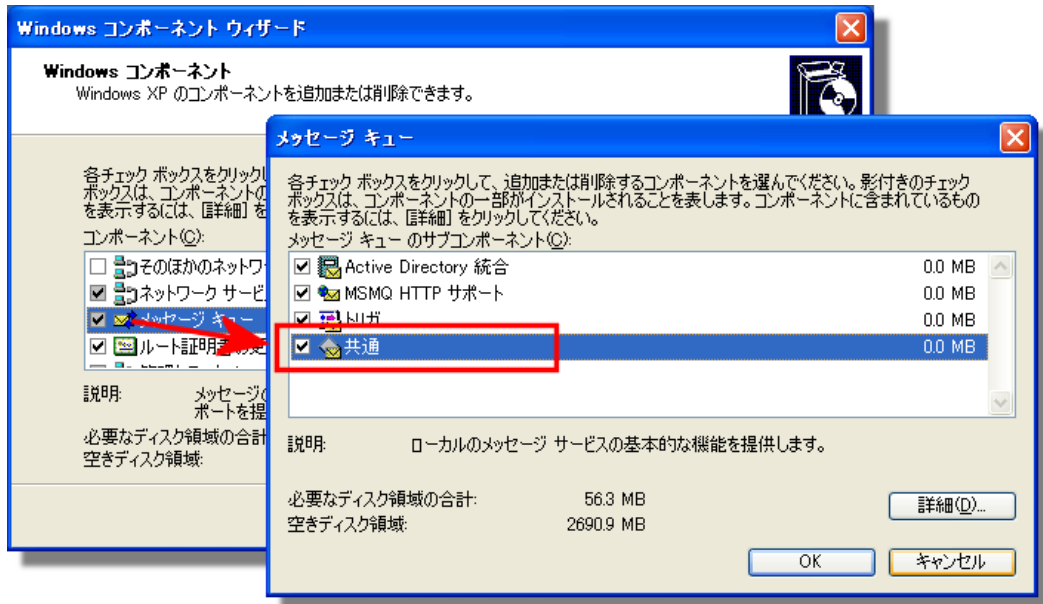 Windows コンポーネント ウィザード
Windows コンポーネント
Windows XP のコンポーネントを追加または削除できます。
各チェック ボックスをクリック
ボックスは、コンポーネントの
を表示するには、[詳細] を
コンポーネント(C):
そのほかのネットワ
ネットワーク サービ
メッセージ キュー
ルート証明書の更
説明:
メッセージの
ポートを提
必要なディスク領域の合計
空きディスク領域:
メッセージ キュー
各チェック ボックスをクリックして、追加または削除するコンポーネントを選んでください。影付きのチェック
ボックスは、コンポーネントの一部がインストールされることを表します。コンポーネントに含まれているもの
を表示するには、[詳細] をクリックしてください。
メッセージ キュー のサブコンポーネント(C):
Active Directory 統合 0.0 MB
MSMQ HTTP サポート 0.0 MB
トリガ 0.0 MB
共通 0.0 MB
説明: ローカルのメッセージ サービスの基本的な機能を提供します。
必要なディスク領域の合計: 56.3 MB
空きディスク領域: 2690.9 MB
詳細(D)...
OK
キャンセル